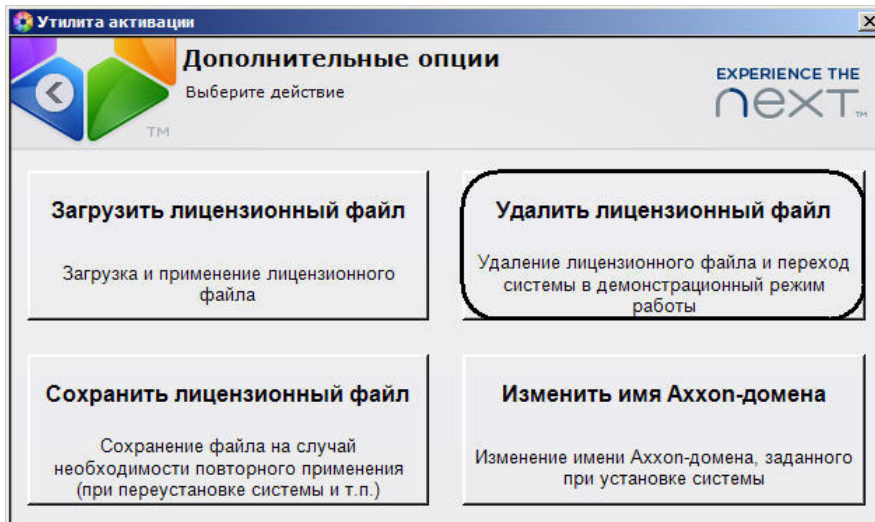 Утилита активации
Дополнительные опции
Выберите действие
TM
EXPERIENCE THE
next TM
Загрузить лицензионный файл
Загрузка и применение лицензионного
файла
Удалить лицензионный файл
Удаление лицензионного файла и переход
системы в демонстрационный режим
работы
Сохранить лицензионный файл
Сохранение файла на случай
необходимости повторного применения
(при переустановке системы и т.п.)
Изменить имя Axxon-домена
Изменение имени Axxon-домена, заданного
при установке системы